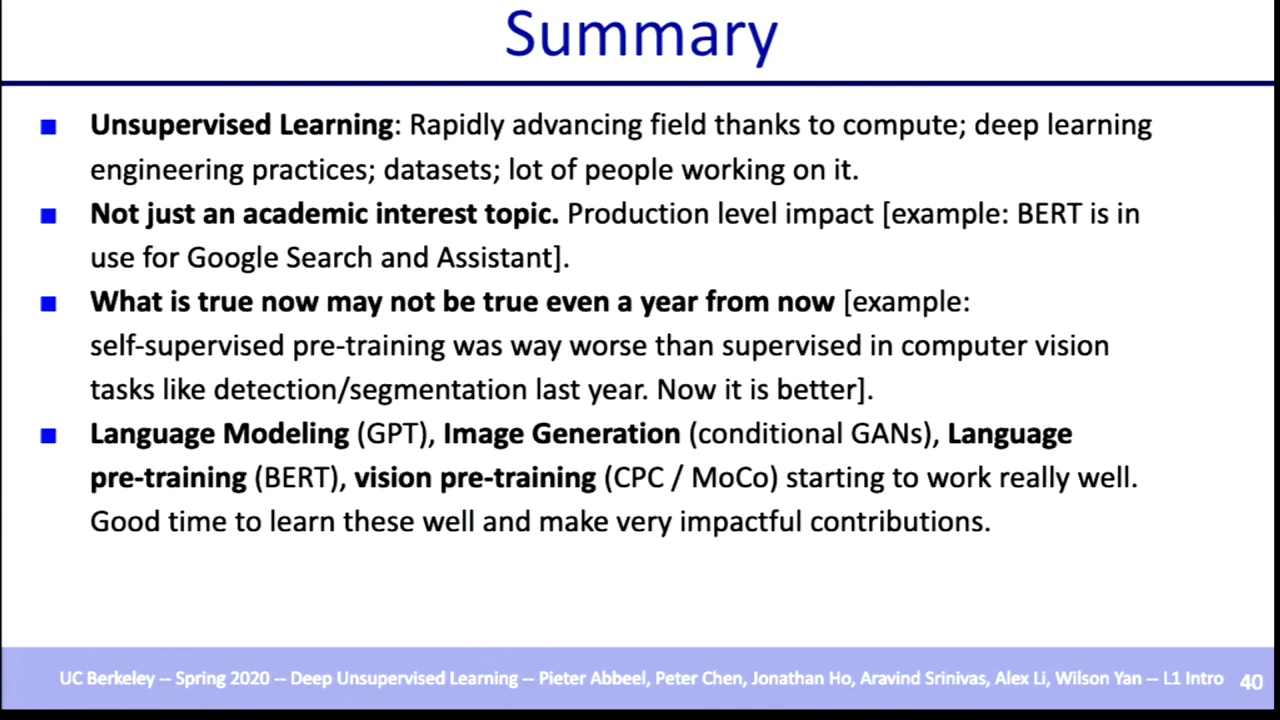 Summary
Unsupervised Learning: Rapidly advancing field thanks to compute; deep learning
engineering practices; datasets; lot of people working on it.
Not just an academic interest topic. Production level impact [example: BERT is in
use for Google Search and Assistant].
What is true now may not be true even a year from now [example:
self-supervised pre-training was way worse than supervised in computer vision
tasks like detection/segmentation last year. Now it is better].
Language Modeling (GPT), Image Generation (conditional GANs), Language
pre-training (BERT), vision pre-training (CPC / MoCo) starting to work really well.
Good time to learn these well and make very impactful contributions.
UC Berkeley -- Spring 2020 -- Deep Unsupervised Learning -- Pieter Abbeel, Peter Chen, Jonathan Ho, Aravind Srinivas, Alex Li, Wilson Yan -- L1 Intro 40